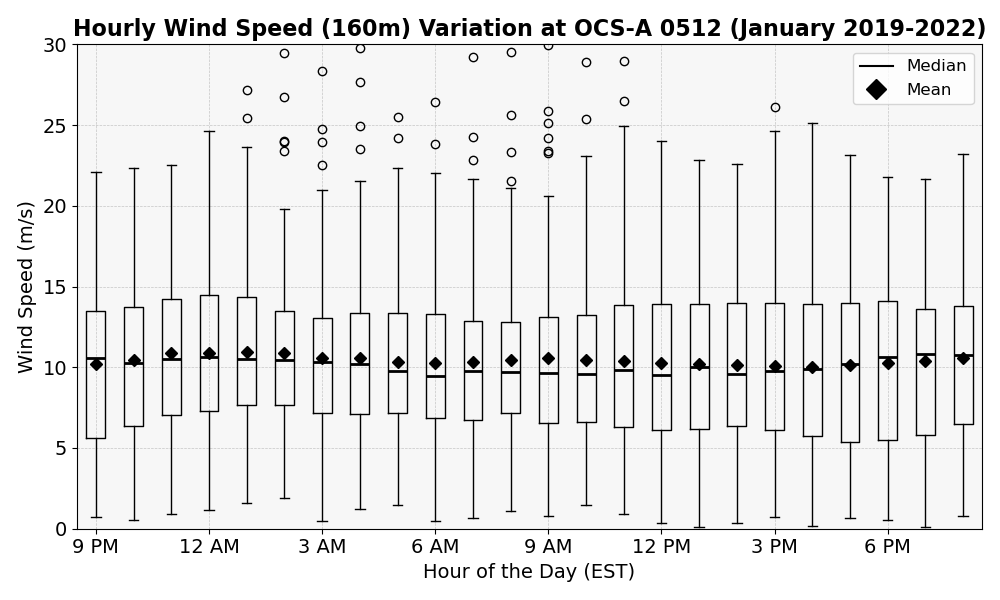 Hourly Wind Speed (160m) Variation at OCS-A 0512 (January 2019-2022)
Median
Mean
Wind Speed (m/s)
30
25
20
15
10
5
0
9 PM 12 AM 3 AM 6 AM 9 AM 12 PM 3 PM 6 PM
Hour of the Day (EST)